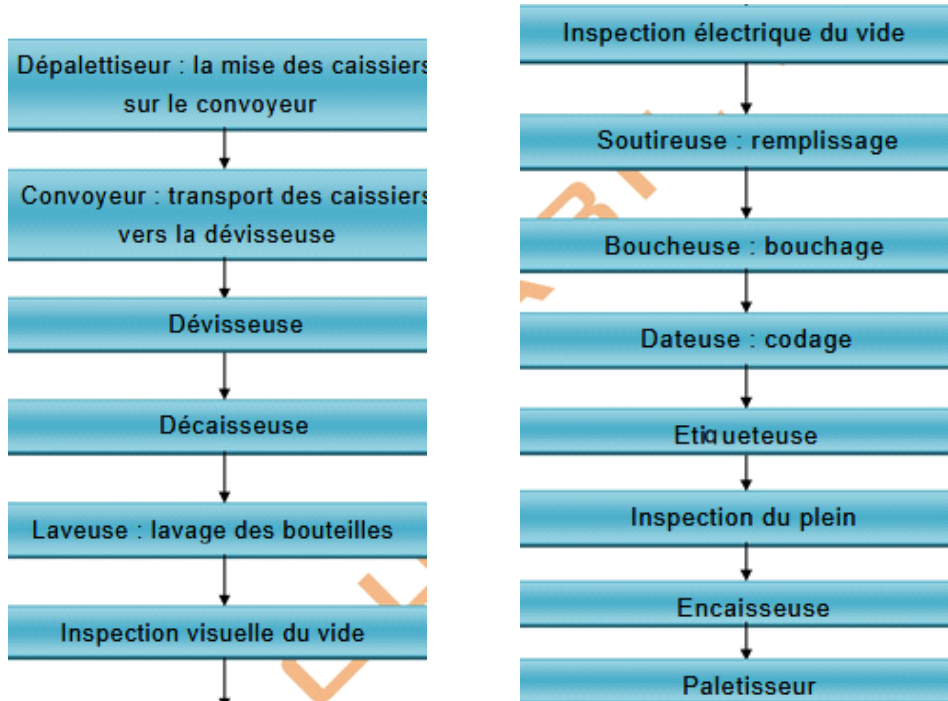 Dépalettiseur : la mise des caissiers
sur le convoyeur
Convoyeur : transport des caissiers
vers la dévisseuse
Dévisseuse
Décaisseuse
Laveuse : lavage des bouteilles
Inspection visuelle du vide
Inspection électrique du vide
Soutireuse : remplissage
Boucheuse : bouchage
Dateuse : codage
Etiqueteuse
Inspection du plein
Encaisseuse
Paletisseur